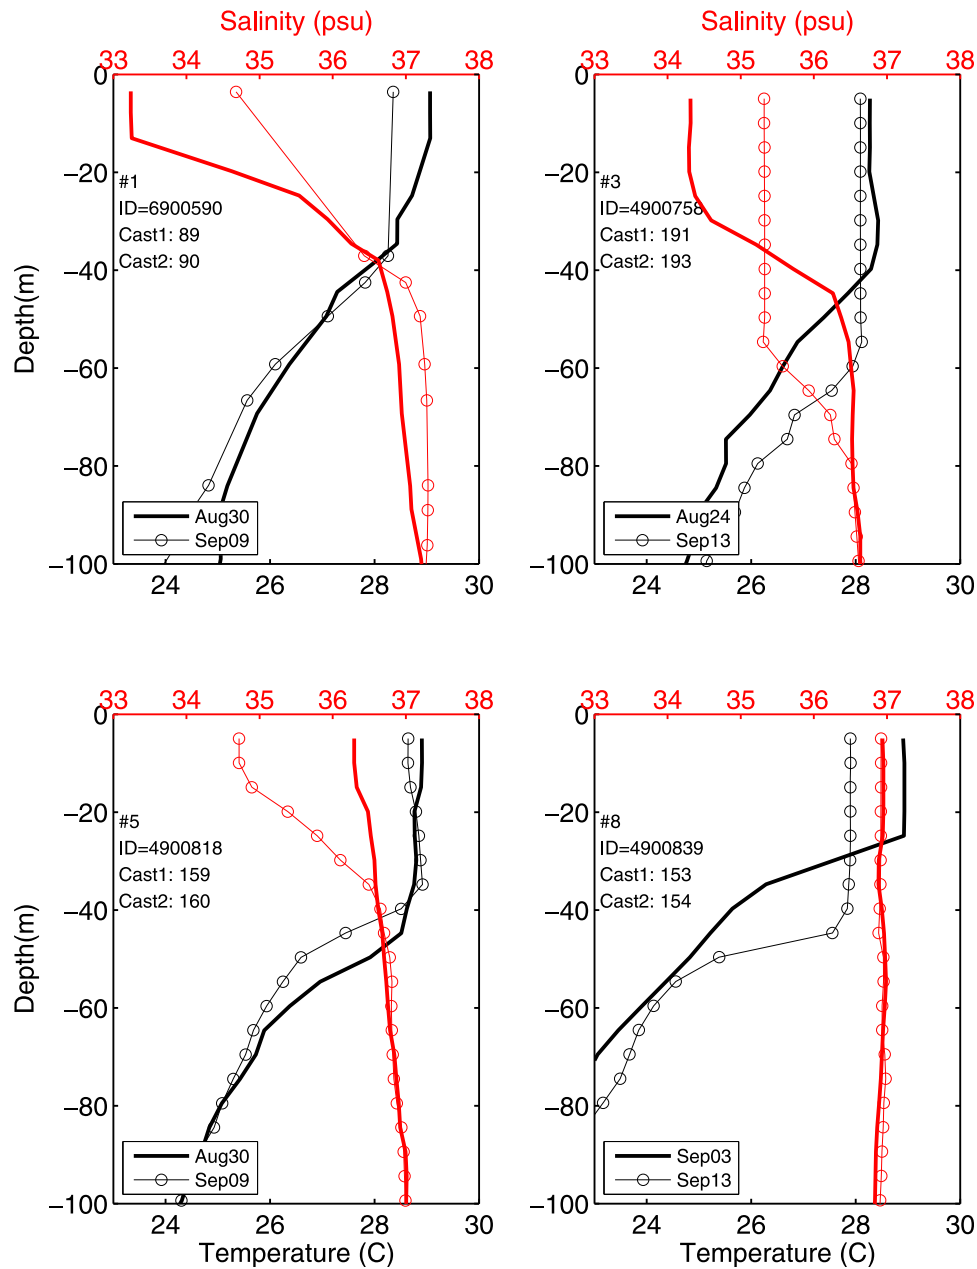 Salinity (psu)
33 34 35 36 37 38
0
−20
−40
−60
−80
−100
Depth(m)
#1
ID=6900590
Cast1: 89
Cast2: 90
Aug30
Sep09
24 26 28 30
Salinity (psu)
33 34 35 36 37 38
0
−20
−40
−60
−80
−100
#3
ID=4900758
Cast1: 191
Cast2: 193
Aug24
Sep13
24 26 28 30
33 34 35 36 37 38
0
−20
−40
−60
−80
−100
Depth(m)
#5
ID=4900818
Cast1: 159
Cast2: 160
Aug30
Sep09
24 26 28 30
Temperature (C)
33 34 35 36 37 38
0
−20
−40
−60
−80
−100
#8
ID=4900839
Cast1: 153
Cast2: 154
Sep03
Sep13
24 26 28 30
Temperature (C)